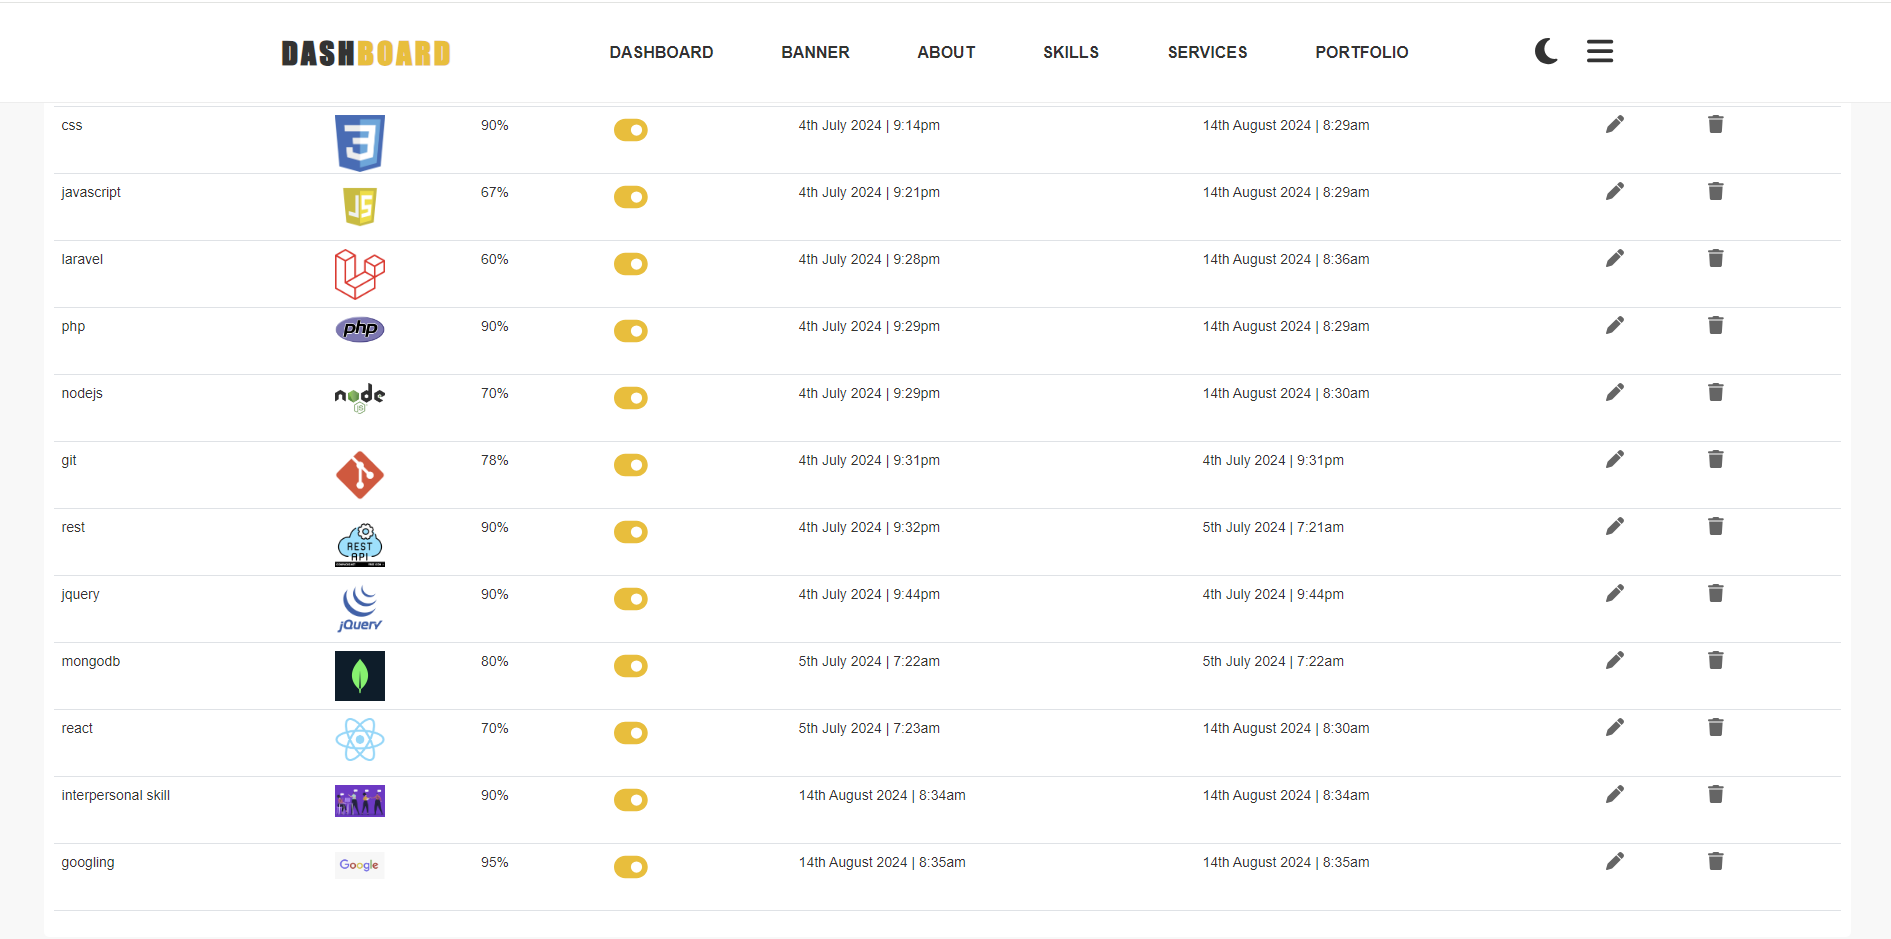 DASHBOARD DASHBOARD BANNER ABOUT SKILLS SERVICES PORTFOLIO
css 90% 4th July 2024 | 9:14pm 14th August 2024 | 8:29am
javascript JS 67% 4th July 2024 | 9:21pm 14th August 2024 | 8:29am
laravel 60% 4th July 2024 | 9:28pm 14th August 2024 | 8:36am
php php 90% 4th July 2024 | 9:29pm 14th August 2024 | 8:29am
nodejs node 70% 4th July 2024 | 9:29pm 14th August 2024 | 8:30am
JS
git 78% 4th July 2024 | 9:31pm 4th July 2024 | 9:31pm
rest 90% 4th July 2024 | 9:32pm 5th July 2024 | 7:21am
REST
API
jquery 90% 4th July 2024 | 9:44pm 4th July 2024 | 9:44pm
jQuery
mongodb 80% 5th July 2024 | 7:22am 5th July 2024 | 7:22am
react 70% 5th July 2024 | 7:23am 14th August 2024 | 8:30am
interpersonal skill 90% 14th August 2024 | 8:34am 14th August 2024 | 8:34am
googling Google 95% 14th August 2024 | 8:35am 14th August 2024 | 8:35am